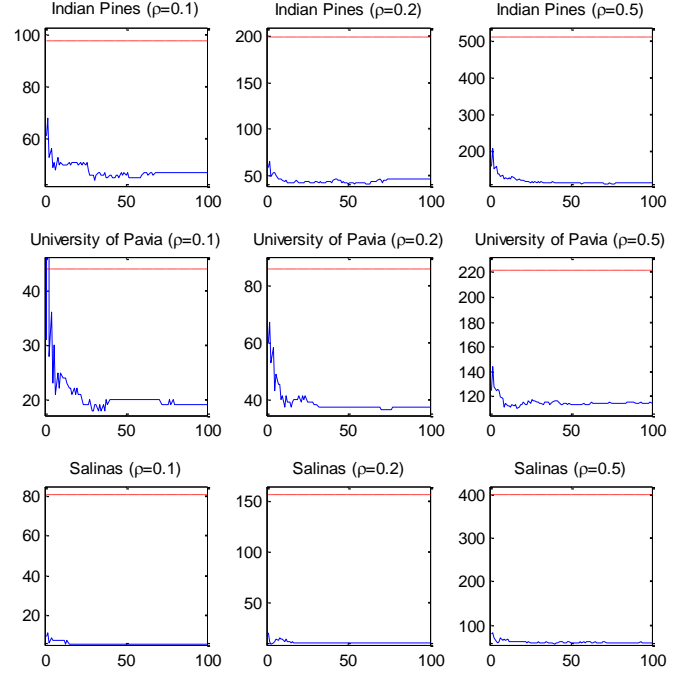 Indian Pines (ρ=0.1)
100
80
60
0 50 100
Indian Pines (ρ=0.2)
200
150
100
50
0 50 100
Indian Pines (ρ=0.5)
500
400
300
200
0 50 100
University of Pavia (ρ=0.1)
40
30
20
0 50 100
University of Pavia (ρ=0.2)
80
60
40
0 50 100
University of Pavia (ρ=0.5)
220
200
180
160
140
120
0 50 100
Salinas (ρ=0.1)
80
60
40
20
0 50 100
Salinas (ρ=0.2)
150
100
50
0 50 100
Salinas (ρ=0.5)
400
300
200
100
0 50 100